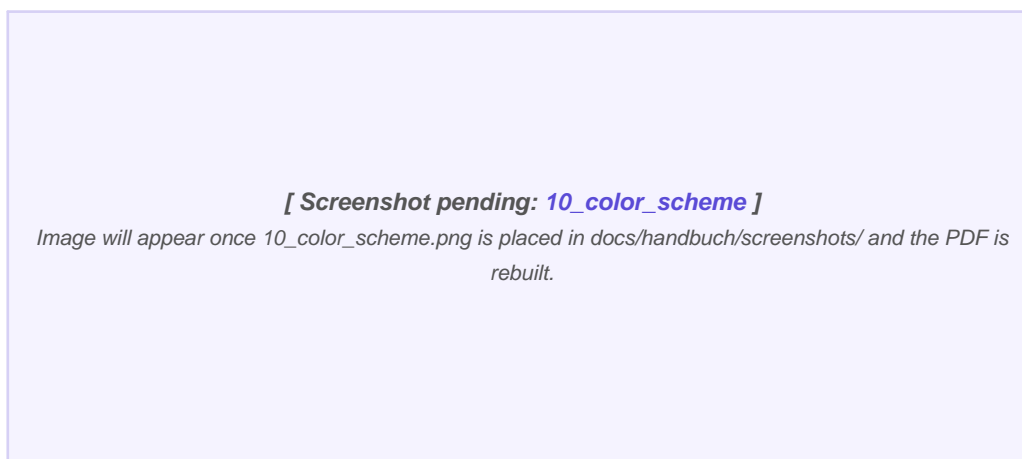 [ Screenshot pending: 10_color_scheme ]
Image will appear once 10_color_scheme.png is placed in docs/handbuch/screenshots/ and the PDF is
rebuilt.